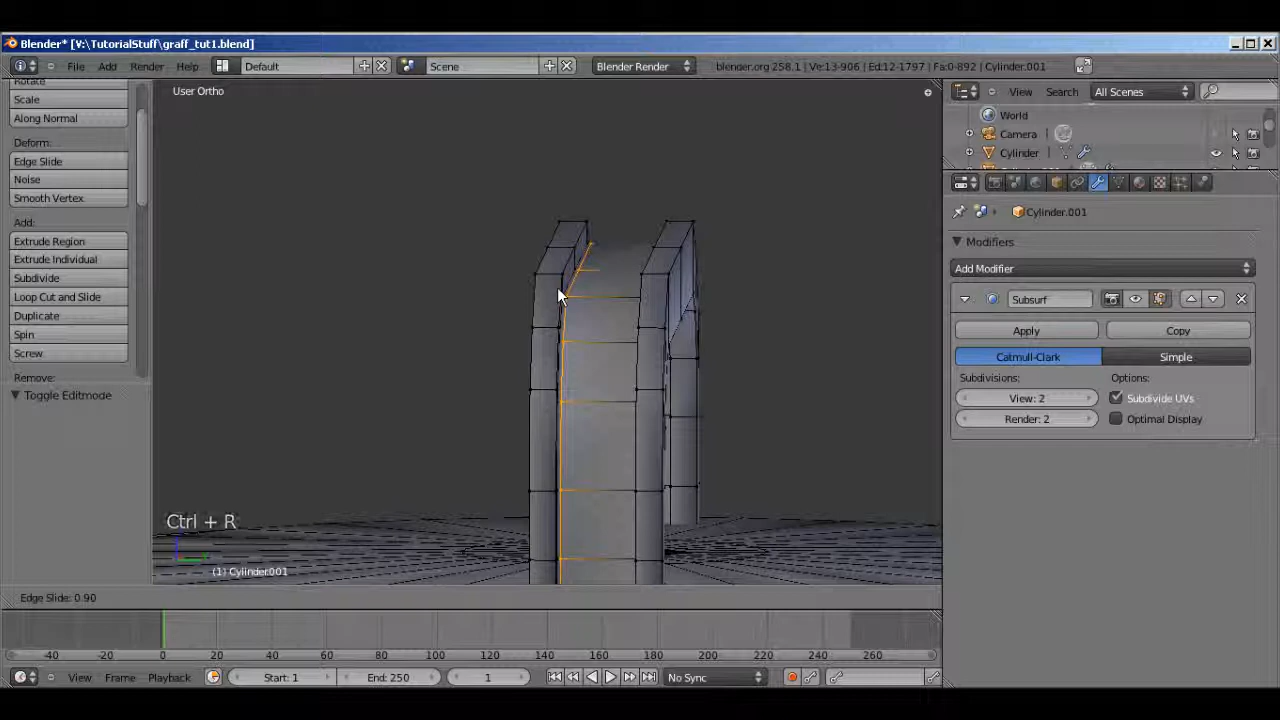 Blender* [V:\TutorialStuff\graff_tut1.blend]
File Add Render Help Default Scene Blender Render blender.org 258.1 · Ve:13-906 | Ed:12-1797 | Fa:0-892 | Cylinder.001
Rotate
Scale
Along Normal
Deform:
Edge Slide
Noise
Smooth Vertex
Add:
Extrude Region
Extrude Individual
Subdivide
Loop Cut and Slide
Duplicate
Spin
Screw
Remove:
Toggle Editmode
User Ortho
Ctrl + R
(1) Cylinder.001
Edge Slide: 0.90
View Search All Scenes
World
Camera
Cylinder
Cylinder.001
Modifiers
Add Modifier
Subsurf
Apply Copy
Catmull-Clark Simple
Subdivisions: Options:
View: 2 Subdivide UVs
Render: 2 Optimal Display
-40 -20 0 20 40 60 80 100 120 140 160 180 200 220 240 260
View Frame Playback Start: 1 End: 250 1 No Sync